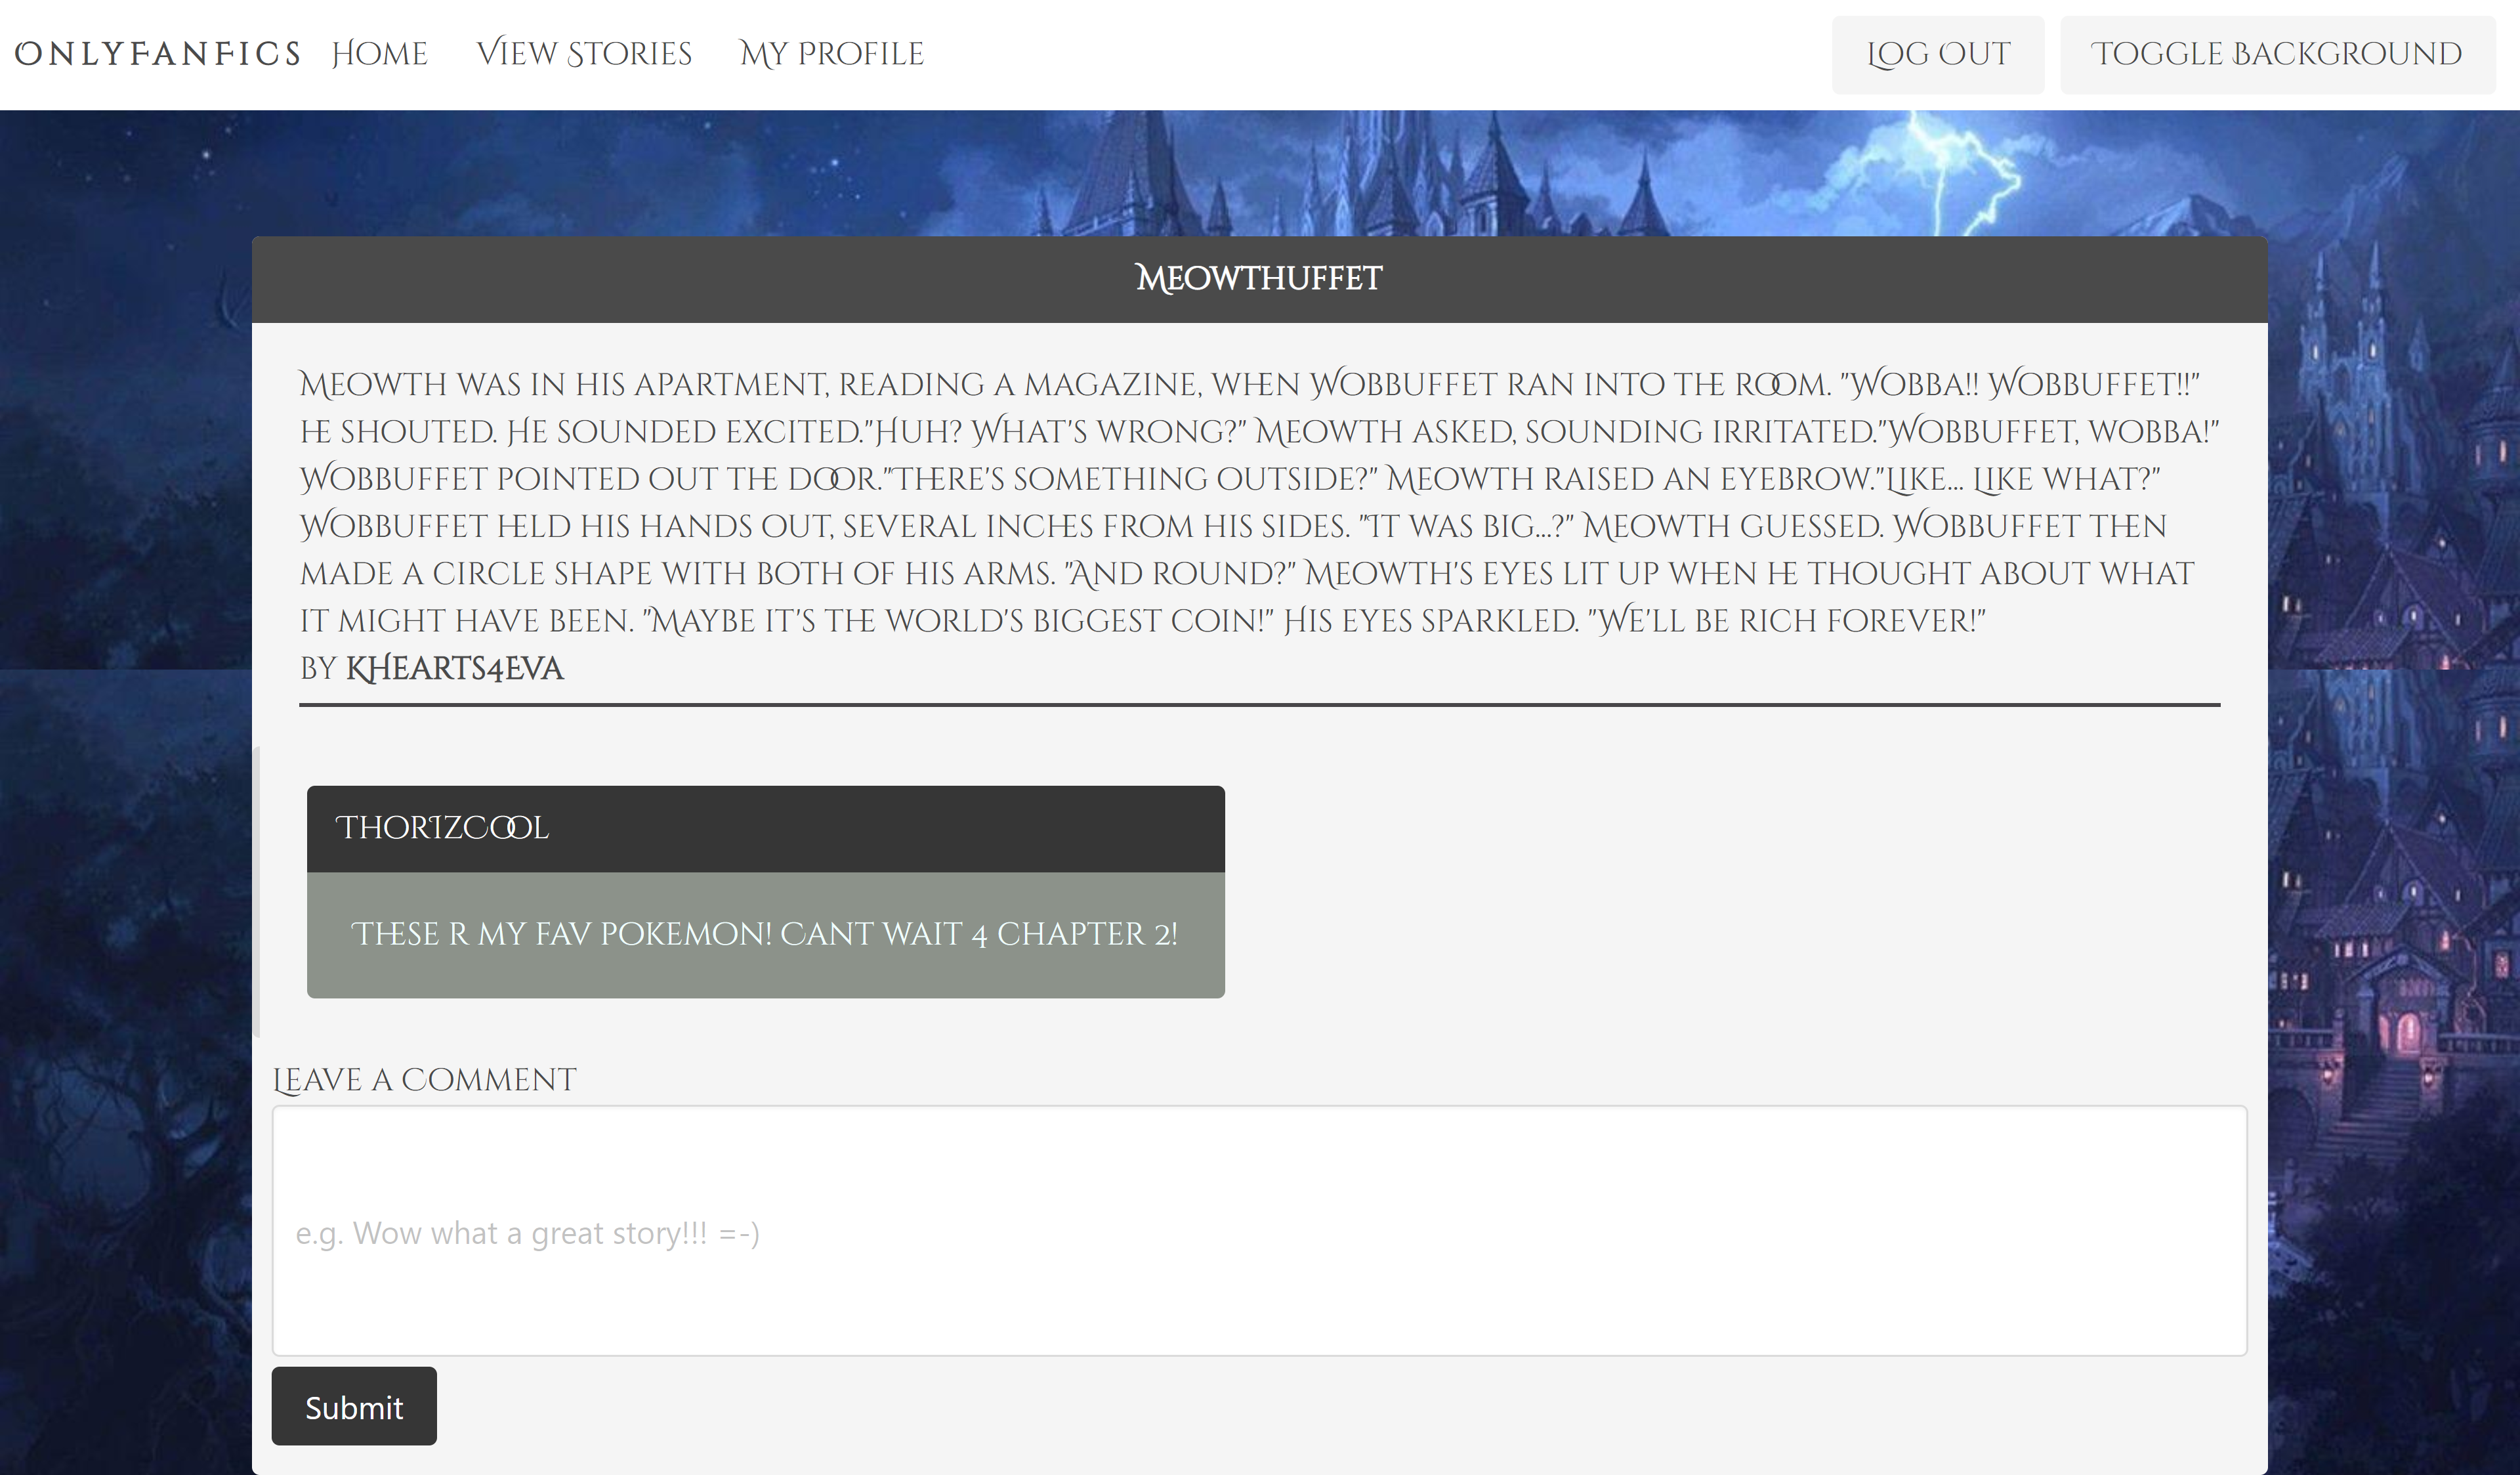 OnlyFanFics Home View Stories My Profile Log Out Toggle Background
Meowthuffet
Meowth was in his apartment, reading a magazine, when Wobbuffet ran into the room. "Wobba!! Wobbuffet!!"
he shouted. He sounded excited."Huh? What's wrong?" Meowth asked, sounding irritated."Wobbuffet, wobba!"
Wobbuffet pointed out the door."There's something outside?" Meowth raised an eyebrow."Like... Like what?"
Wobbuffet held his hands out, several inches from his sides. "It was big...?" Meowth guessed. Wobbuffet then
made a circle shape with both of his arms. "And round?" Meowth's eyes lit up when he thought about what
it might have been. "Maybe it's the world's biggest coin!" His eyes sparkled. "We'll be rich forever!"
by KHearts4Eva
ThorIzCool
These r my fav pokemon! Cant wait 4 chapter 2!
Leave a Comment
e.g. Wow what a great story!!! =-)
Submit